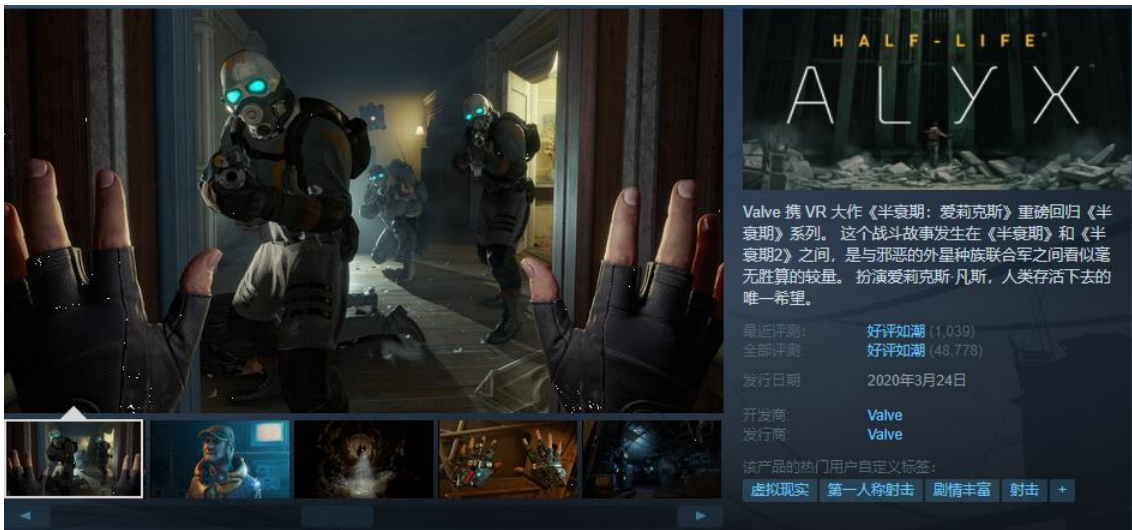 HALF-LIFE
ALYX
Valve 携 VR 大作《半衰期：爱莉克斯》重磅回归《半
衰期》系列。 这个战斗故事发生在《半衰期》和《半
衰期2》之间，是与邪恶的外星种族联合军之间看似毫
无胜算的较量。 扮演爱莉克斯·凡斯，人类存活下去的
唯一希望。
最近评测： 好评如潮 (1,039)
全部评测： 好评如潮 (48,778)
发行日期 2020年3月24日
开发商: Valve
发行商: Valve
该产品的热门用户自定义标签：
虚拟现实 第一人称射击 剧情丰富 射击 +